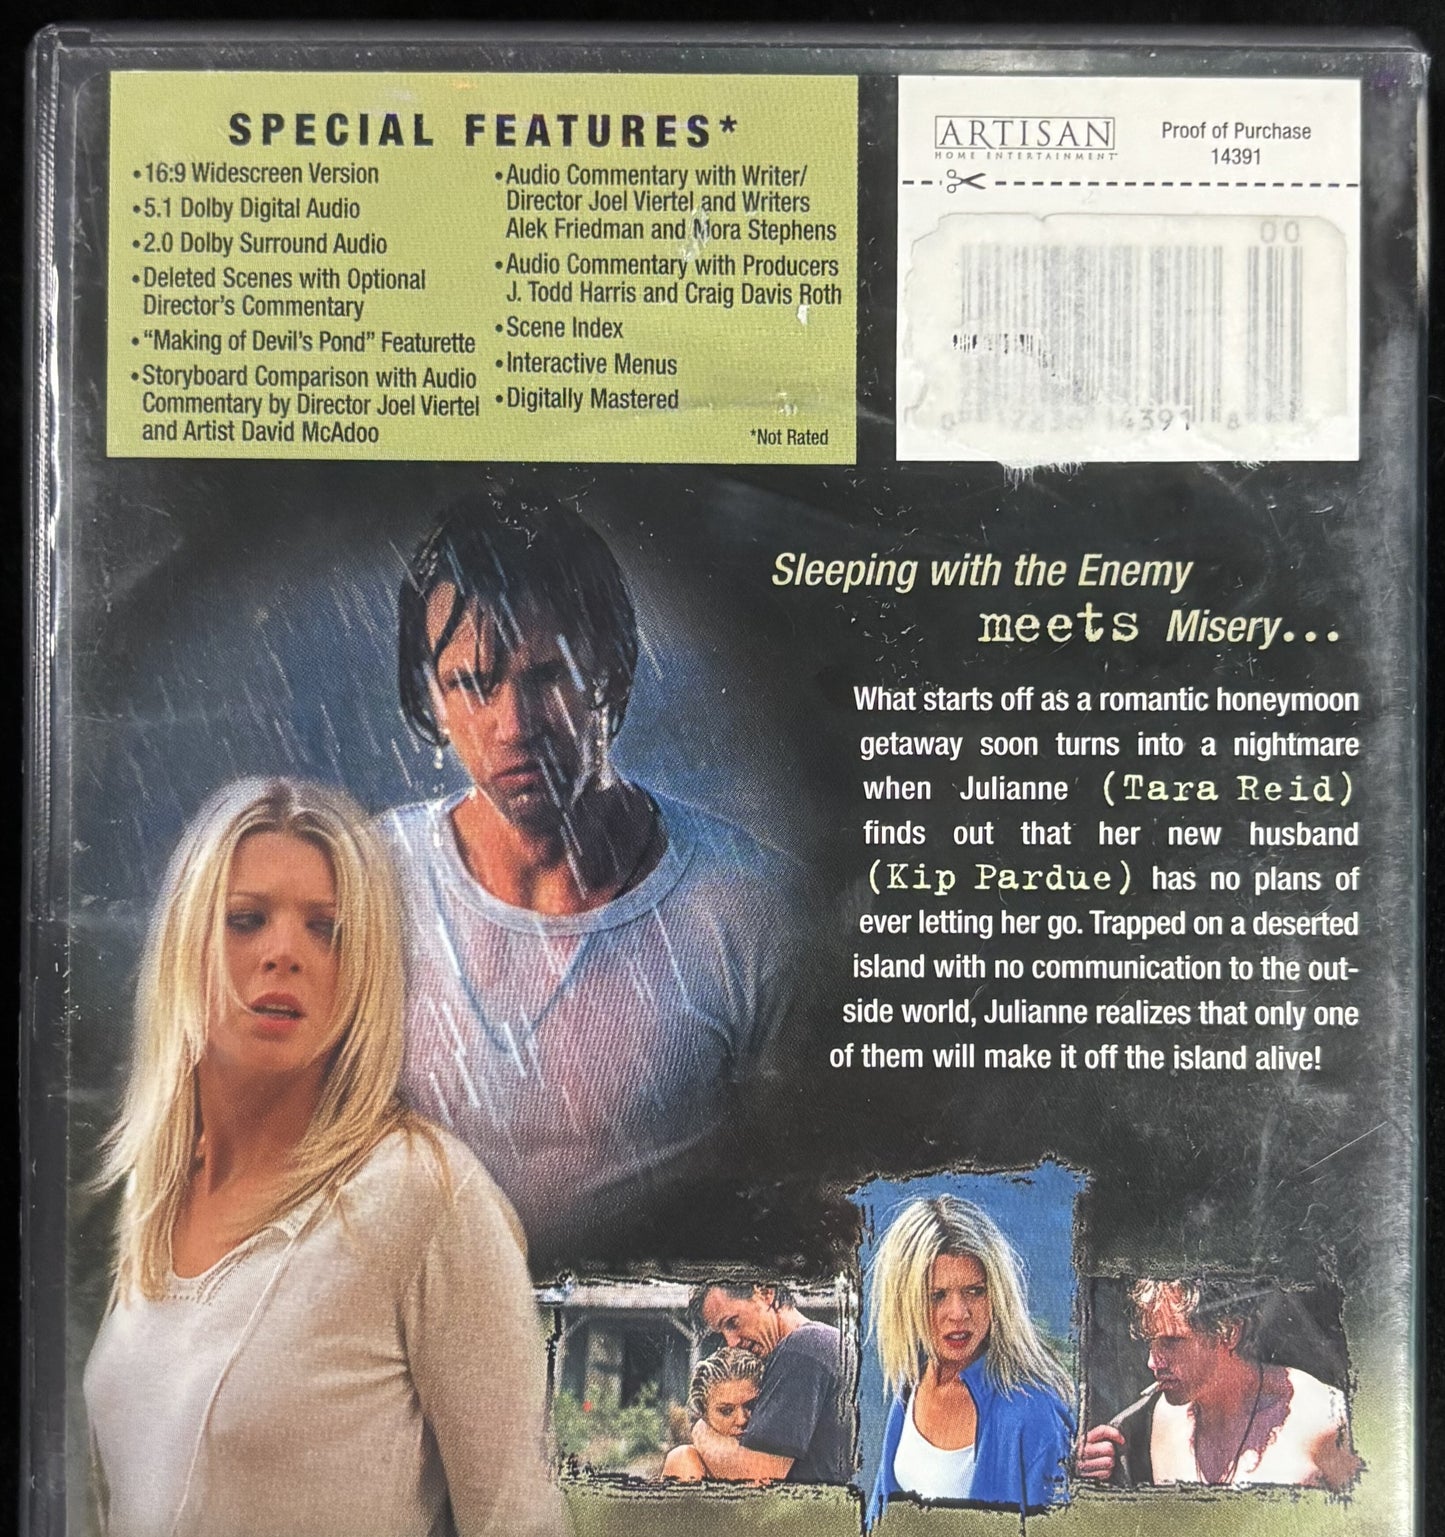 SPECIAL FEATURES*
•16:9 Widescreen Version
•5.1 Dolby Digital Audio
•2.0 Dolby Surround Audio
•Deleted Scenes with Optional
Director's Commentary
•“Making of Devil's Pond” Featurette
•Storyboard Comparison with Audio
Commentary by Director Joel Viertel
and Artist David McAdoo
•Audio Commentary with Writer/
Director Joel Viertel and Writers
Alek Friedman and Mora Stephens
•Audio Commentary with Producers
J. Todd Harris and Craig Davis Roth
•Scene Index
•Interactive Menus
•Digitally Mastered
*Not Rated
ARTISAN
HOME ENTERTAINMENT
Proof of Purchase
14391
00
14391 8
Sleeping with the Enemy
meets Misery...
What starts off as a romantic honeymoon
getaway soon turns into a nightmare
when Julianne (Tara Reid)
finds out that her new husband
(Kip Pardue) has no plans of
ever letting her go. Trapped on a deserted
island with no communication to the out-
side world, Julianne realizes that only one
of them will make it off the island alive!